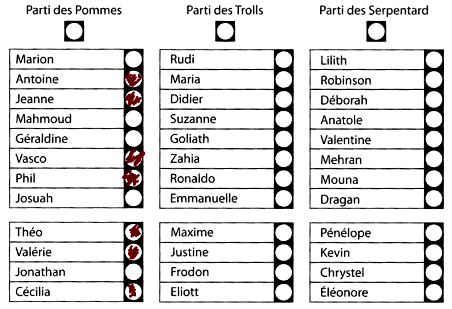 Parti des Pommes
Marion
Antoine
Jeanne
Mahmoud
Géraldine
Vasco
Phil
Josuah
Théo
Valérie
Jonathan
Cécilia
Parti des Trolls
Rudi
Maria
Didier
Suzanne
Goliath
Zahia
Ronaldo
Emmanuelle
Maxime
Justine
Frodon
Eliott
Parti des Serpentard
Lilith
Robinson
Déborah
Anatole
Valentine
Mehran
Mouna
Dragan
Pénélope
Kevin
Chrystel
Éléonore